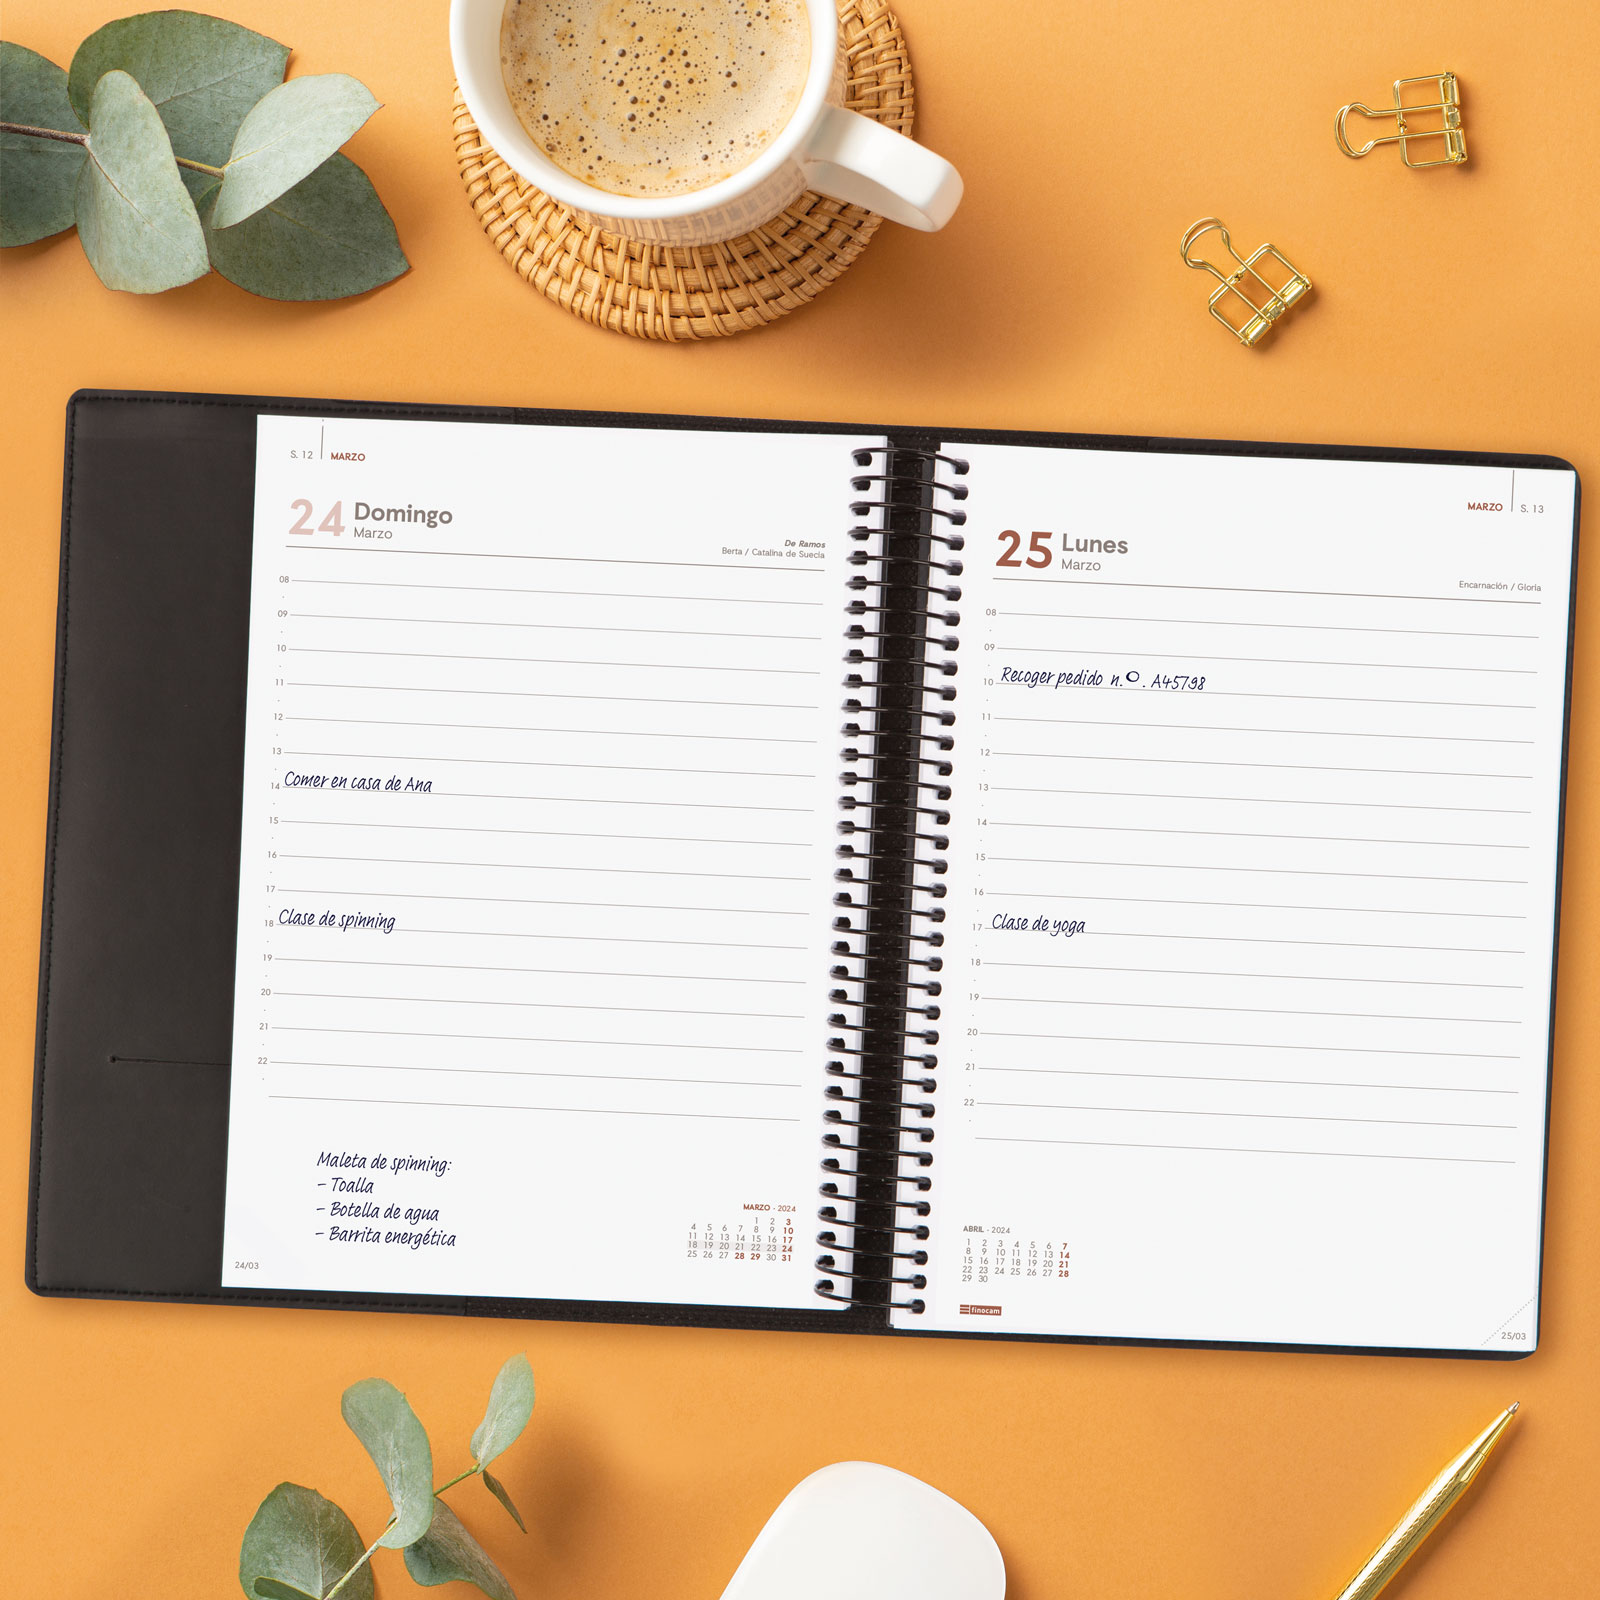 S. 12 MARZO
24 Domingo
Marzo
De Ramos
Berta / Catalina de Suecia
08
09
10
11
12
13
14 Comer en casa de Ana
15
16
17
18 Clase de spinning
19
20
21
22
Maleta de spinning:
- Toalla
- Botella de agua
- Barrita energética
MARZO - 2024
1 2 3
4 5 6 7 8 9 10
11 12 13 14 15 16 17
18 19 20 21 22 23 24
25 26 27 28 29 30 31
24/03
MARZO S. 13
25 Lunes
Marzo
Encarnación / Gloria
08
09
10 Recoger pedido n.O. A45798
11
12
13
14
15
16
17 Clase de yoga
18
19
20
21
22
ABRIL - 2024
1 2 3 4 5 6 7
8 9 10 11 12 13 14
15 16 17 18 19 20 21
22 23 24 25 26 27 28
29 30
finocam
25/03